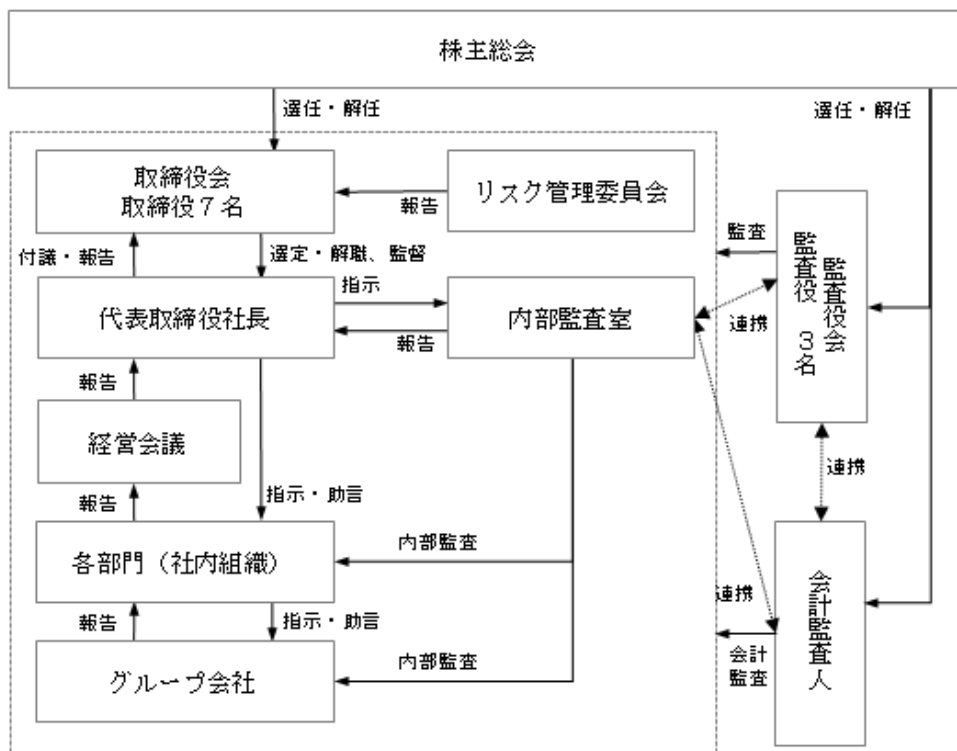 株主総会
選任・解任
選任・解任
取締役会
取締役７名
報告
リスク管理委員会
付議・報告
選定・解職、監督
監査
監査役会
監査役　３名
代表取締役社長
指示
報告
内部監査室
連携
報告
経営会議
連携
報告
指示・助言
各部門（社内組織）
内部監査
会計監査人
連携
報告
指示・助言
内部監査
会計
監査
グループ会社